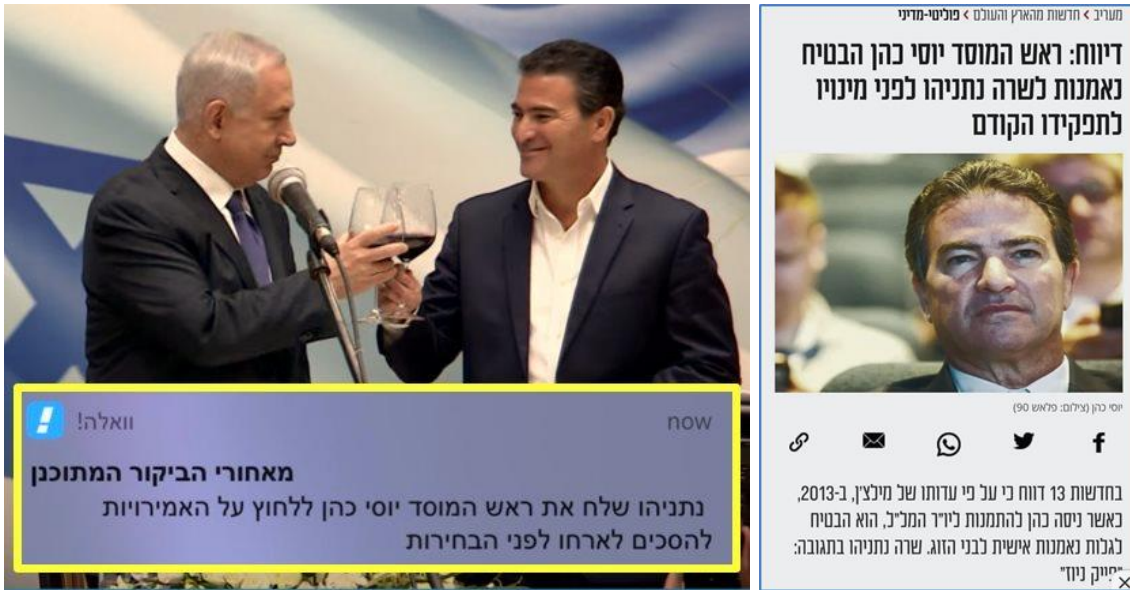 וואלה!
now
מאחורי הביקור המתוכנן
נתניהו שלח את ראש המוסד יוסי כהן ללחוץ על האמירויות
להסכים לארחו לפני הבחירות
מעריב > חדשות מהארץ והעולם > פוליטי-מדיני
דיווח: ראש המוסד יוסי כהן הבטיח
נאמנות לשרה נתניהו לפני מינויו
לתפקידו הקודם
יוסי כהן (צילום: פלאש 90)
בחדשות 13 דווח כי על פי עדותו של מילצ'ן, ב-2013,
כאשר ניסה כהן להתמנות ליו"ר המל"ל, הוא הבטיח
לגלות נאמנות אישית לבני הזוג. שרה נתניהו בתגובה:
"פייק ניוז"